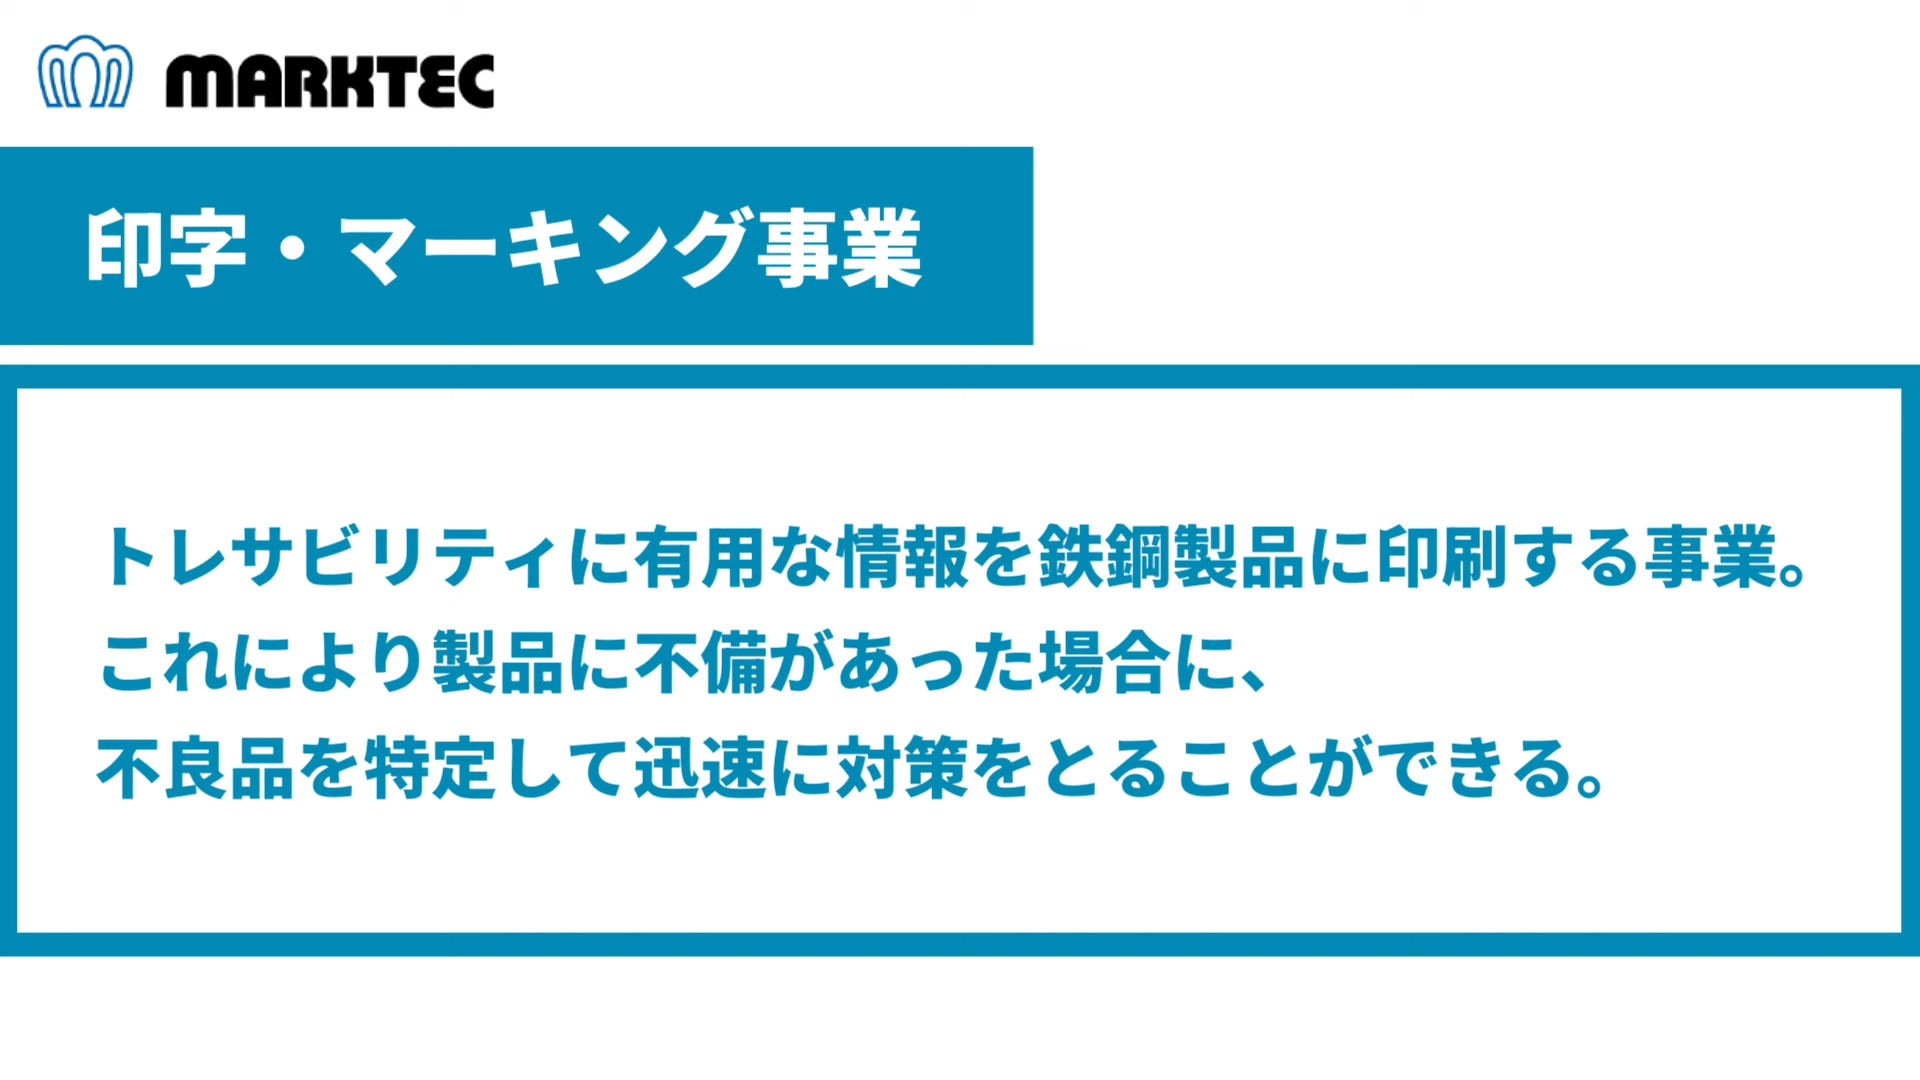 MARKTEC
印字・マーキング事業
トレサビリティに有用な情報を鉄鋼製品に印刷する事業。
これにより製品に不備があった場合に、
不良品を特定して迅速に対策をとることができる。